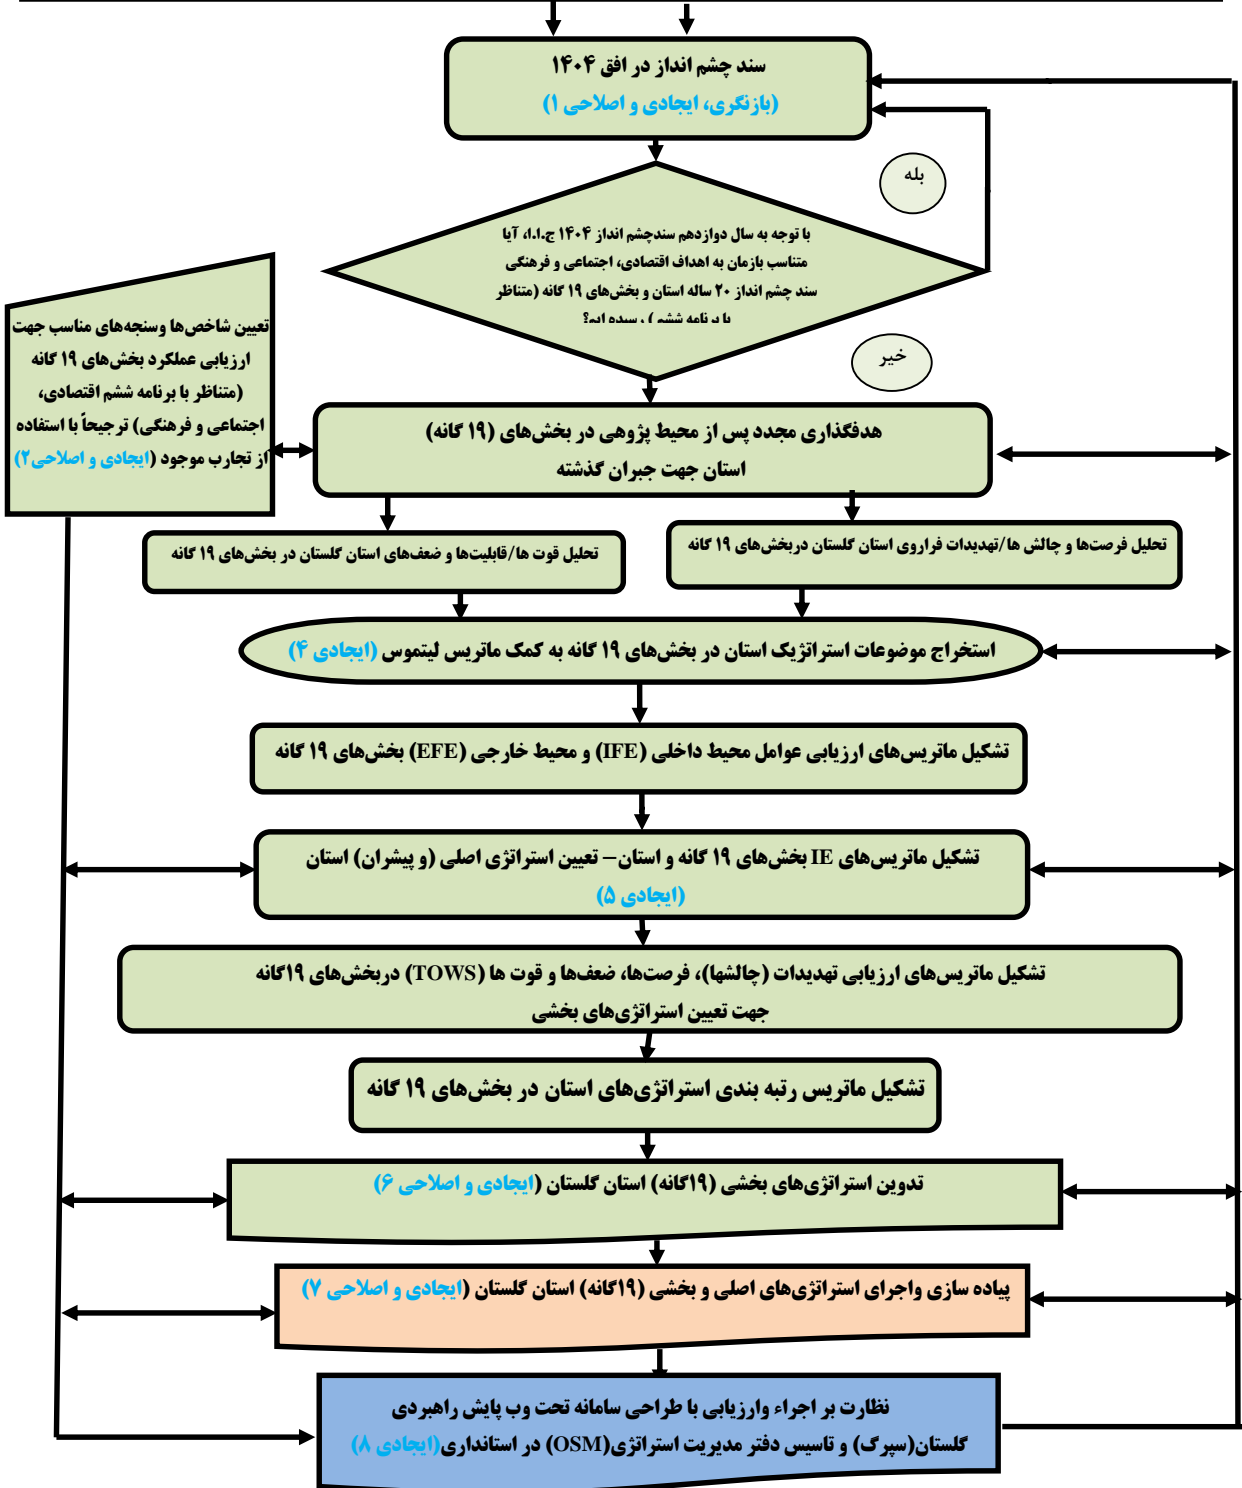 سند چشم انداز در افق ۱۴۰۴
(بازنگری، ایجادی و اصلاحی ۱)
بله
با توجه به سال دوازدهم سندچشم انداز ۱۴۰۴ ج.ا.ا، آیا
متناسب بازمان به اهداف اقتصادی، اجتماعی و فرهنگی
سند چشم انداز ۲۰ ساله استان و بخش‌های ۱۹ گانه (متناظر
با برنامه ششم) رسیده ایم؟
خیر
تعیین شاخص‌ها وسنجه‌های مناسب جهت
ارزیابی عملکرد بخش‌های ۱۹ گانه
(متناظر با برنامه ششم اقتصادی،
اجتماعی و فرهنگی) ترجیحاً با استفاده
از تجارب موجود (ایجادی و اصلاحی۲)
هدفگذاری مجدد پس از محیط پژوهی در بخش‌های (۱۹ گانه)
استان جهت جبران گذشته
تحلیل فرصت‌ها و چالش ها/تهدیدات فراروی استان گلستان دربخش‌های ۱۹ گانه
تحلیل قوت ها/قابلیت‌ها و ضعف‌های استان گلستان در بخش‌های ۱۹ گانه
استخراج موضوعات استراتژیک استان در بخش‌های ۱۹ گانه به کمک ماتریس لیتموس (ایجادی ۴)
تشکیل ماتریس‌های ارزیابی عوامل محیط داخلی (IFE) و محیط خارجی (EFE) بخش‌های ۱۹ گانه
تشکیل ماتریس‌های IE بخش‌های ۱۹ گانه و استان– تعیین استراتژی اصلی (و پیشران) استان
(ایجادی ۵)
تشکیل ماتریس‌های ارزیابی تهدیدات (چالشها)، فرصت‌ها، ضعف‌ها و قوت ها (TOWS) دربخش‌های ۱۹گانه
جهت تعیین استراتژی‌های بخشی
تشکیل ماتریس رتبه بندی استراتژی‌های استان در بخش‌های ۱۹ گانه
تدوین استراتژی‌های بخشی (۱۹گانه) استان گلستان (ایجادی و اصلاحی ۶)
پیاده سازی واجرای استراتژی‌های اصلی و بخشی (۱۹گانه) استان گلستان (ایجادی و اصلاحی ۷)
نظارت بر اجراء وارزیابی با طراحی سامانه تحت وب پایش راهبردی
گلستان(سپرگ) و تاسیس دفتر مدیریت استراتژی(OSM) در استانداری(ایجادی ۸)